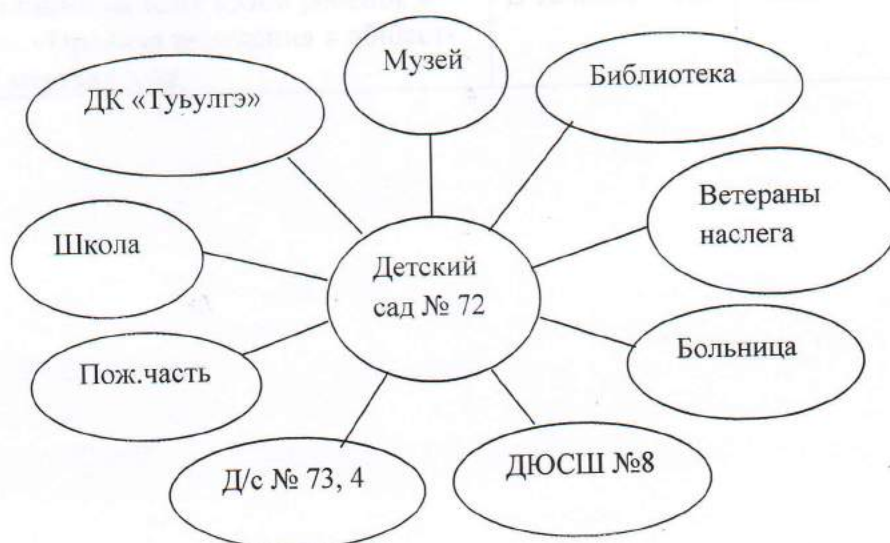 Музей
Библиотека
ДК «Туьулгэ»
Ветераны
наслега
Школа
Детский
сад № 72
Больница
Пож.часть
Д/с № 73, 4
ДЮСШ №8